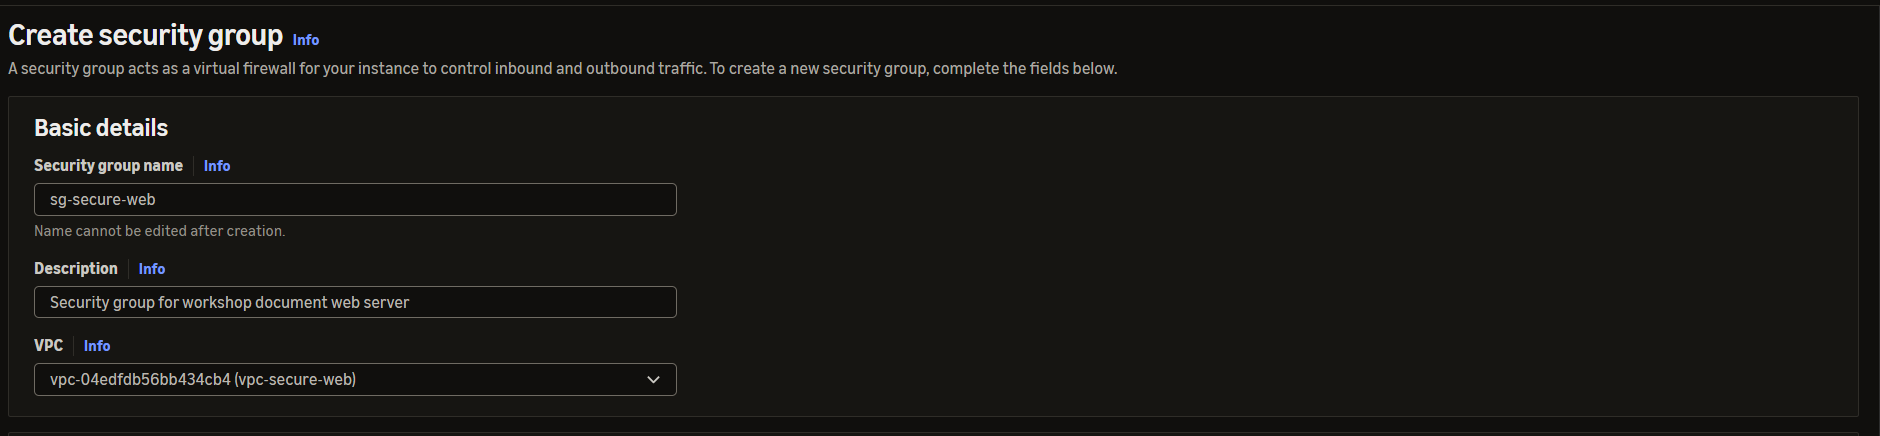 Create security group Info
A security group acts as a virtual firewall for your instance to control inbound and outbound traffic. To create a new security group, complete the fields below.
Basic details
Security group name Info
sg-secure-web
Name cannot be edited after creation.
Description Info
Security group for workshop document web server
VPC Info
vpc-04edfdb56bb434cb4 (vpc-secure-web)